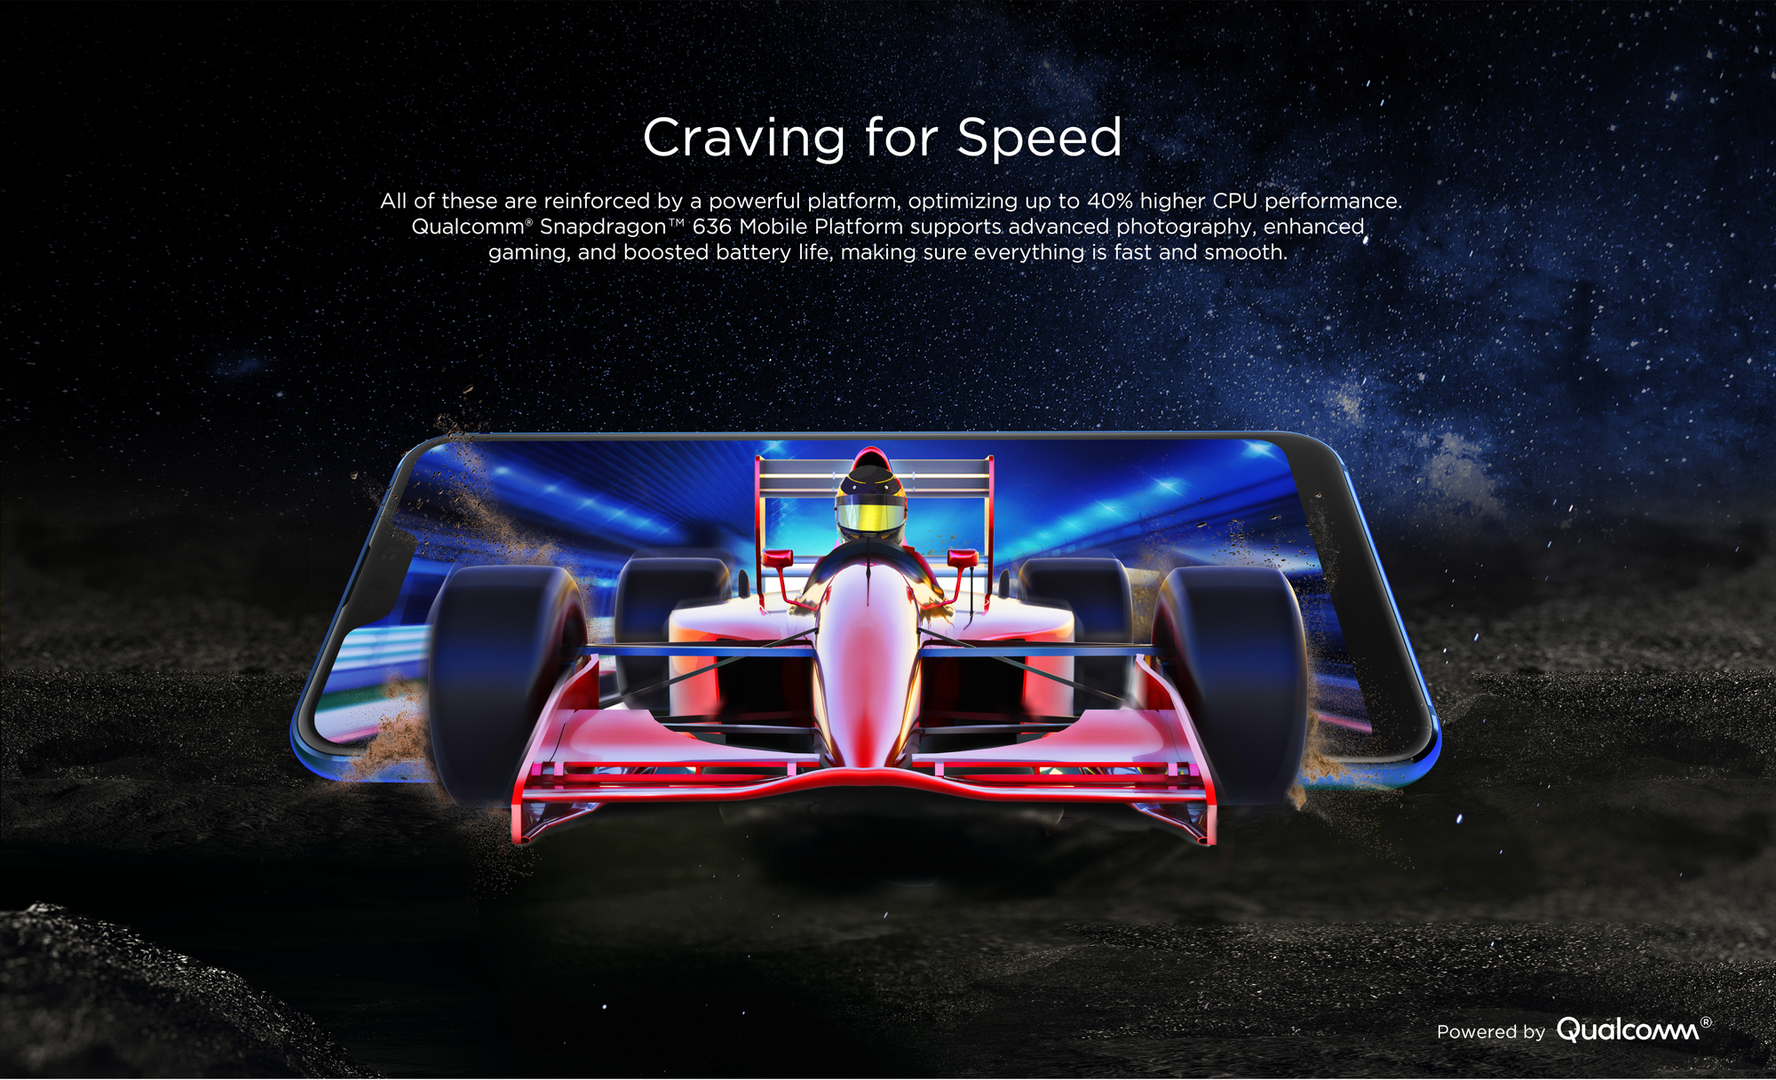 Craving for Speed
All of these are reinforced by a powerful platform, optimizing up to 40% higher CPU performance.
Qualcomm® Snapdragon™ 636 Mobile Platform supports advanced photography, enhanced
gaming, and boosted battery life, making sure everything is fast and smooth.
Powered by Qualcomm®